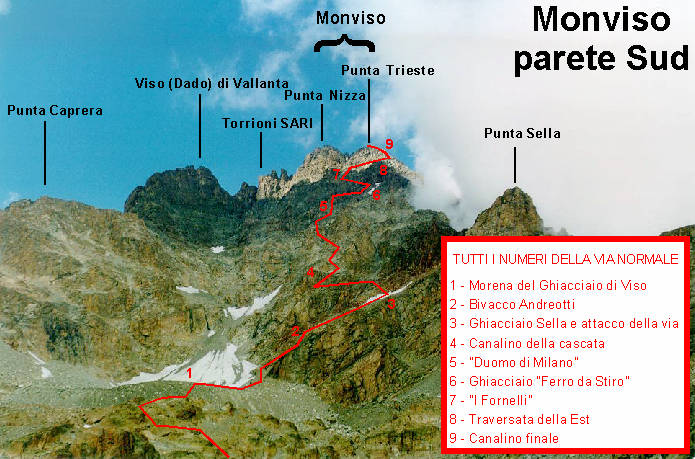 Monviso
Monviso
parete Sud
Punta Trieste
Viso (Dado) di Vallanta
Punta Nizza
Punta Caprera
Torrioni SARI
Punta Sella
9
8
7
6
5
4
3
2
1
TUTTI I NUMERI DELLA VIA NORMALE
1 - Morena del Ghiacciaio di Viso
2 - Bivacco Andreotti
3 - Ghiacciaio Sella e attacco della via
4 - Canalino della cascata
5 - "Duomo di Milano"
6 - Ghiacciaio "Ferro da Stiro"
7 - "I Fornelli"
8 - Traversata della Est
9 - Canalino finale